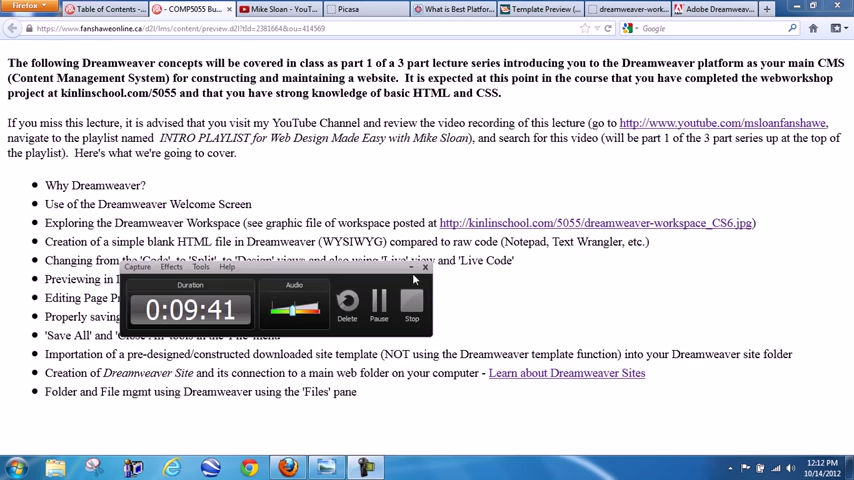 Firefox
Table of Contents -...
- COMP5055 Bu...
Mike Sloan - YouT...
Picasa
What is Best Platfor...
Template Preview (...
dreamweaver-work...
Adobe Dreamweav...
https://www.fanshaweonline.ca/d2l/lms/content/preview.d2l?tId=2381664&ou=414569
Google
The following Dreamweaver concepts will be covered in class as part 1 of a 3 part lecture series introducing you to the Dreamweaver platform as your main CMS
(Content Management System) for constructing and maintaining a website. It is expected at this point in the course that you have completed the webworkshop
project at kinlinschool.com/5055 and that you have strong knowledge of basic HTML and CSS.
If you miss this lecture, it is advised that you visit my YouTube Channel and review the video recording of this lecture (go to http://www.youtube.com/msloanfanshawe,
navigate to the playlist named INTRO PLAYLIST for Web Design Made Easy with Mike Sloan), and search for this video (will be part 1 of the 3 part series up at the top of
the playlist). Here's what we're going to cover.
Why Dreamweaver?
Use of the Dreamweaver Welcome Screen
Exploring the Dreamweaver Workspace (see graphic file of workspace posted at http://kinlinschool.com/5055/dreamweaver-workspace_CS6.jpg)
Creation of a simple blank HTML file in Dreamweaver (WYSIWYG) compared to raw code (Notepad, Text Wrangler, etc.)
Changing from the 'Code', to 'Split', to 'Design' views and also using 'Live' view and 'Live Code'
Capture Effects Tools Help
Previewing in
Duration
Audio
Editing Page Pr
0:09:41
Properly saving
Delete
Pause
Stop
'Save All' and 'Close All' tools in the 'File' menu
Importation of a pre-designed/constructed downloaded site template (NOT using the Dreamweaver template function) into your Dreamweaver site folder
Creation of Dreamweaver Site and its connection to a main web folder on your computer - Learn about Dreamweaver Sites
Folder and File mgmt using Dreamweaver using the 'Files' pane
12:12 PM
10/14/2012